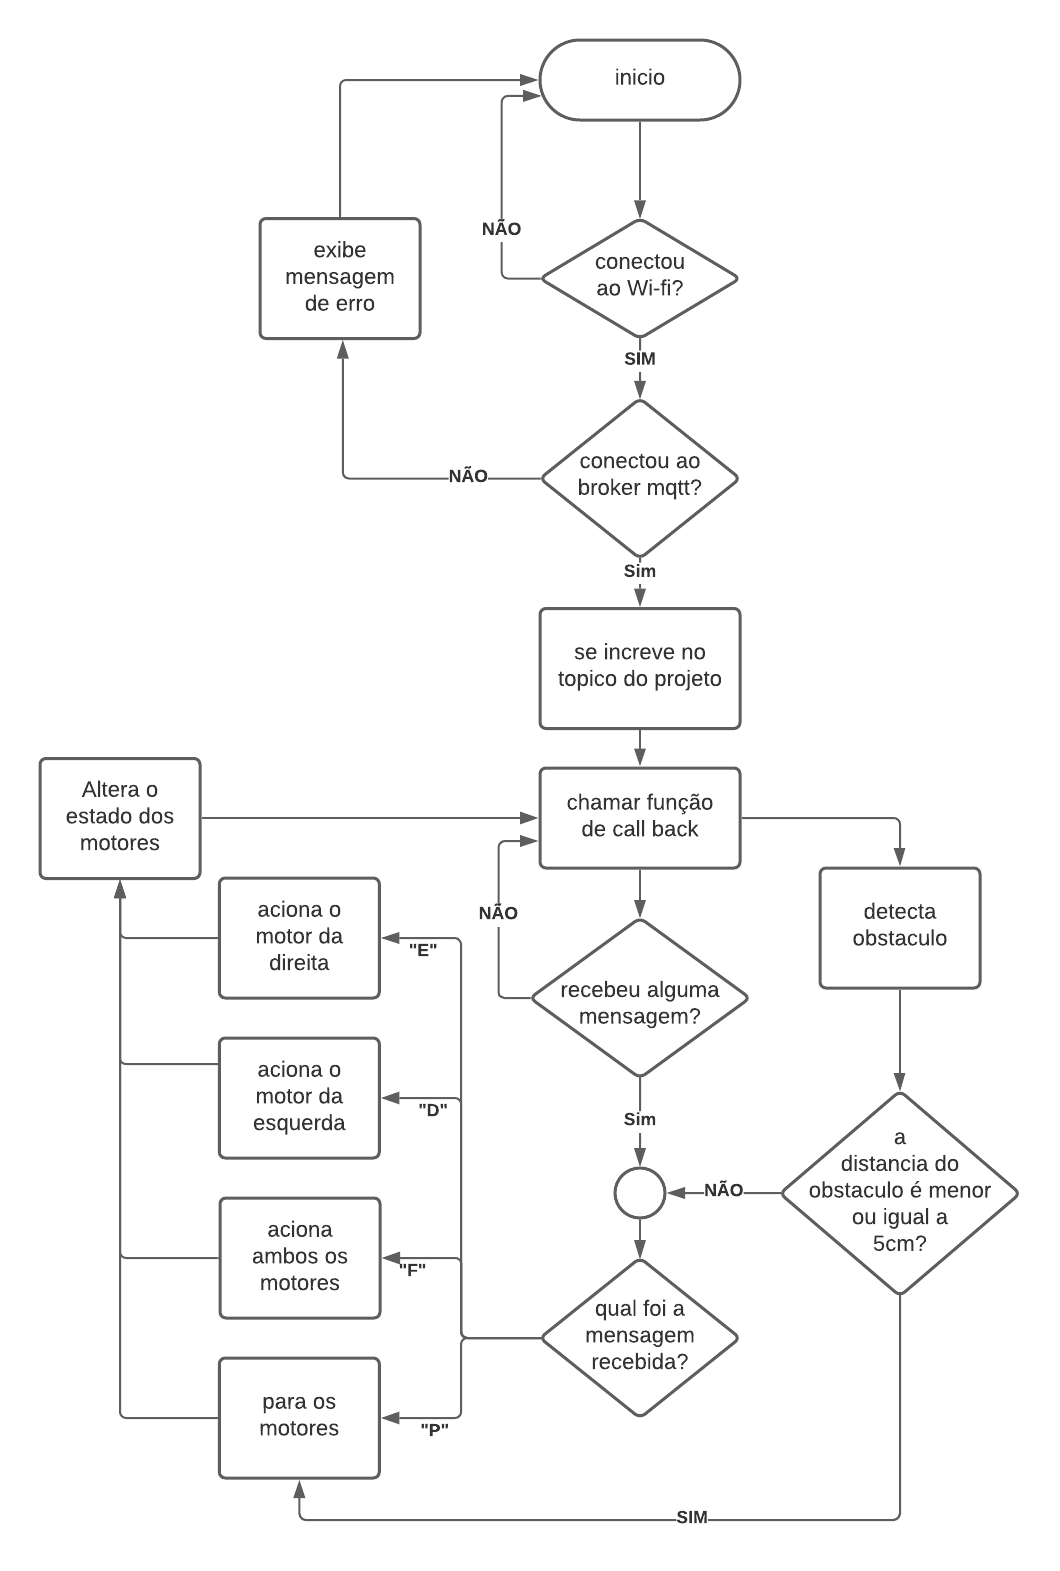 inicio
NÃO
exibe
mensagem
de erro
conectou
ao Wi-fi?
SIM
conectou ao
broker mqtt?
NÃO
Sim
se increve no
topico do projeto
Altera o
estado dos
motores
chamar função
de call back
NÃO
detecta
obstaculo
aciona o
motor da
direita
"E"
recebeu alguma
mensagem?
aciona o
motor da
esquerda
"D"
Sim
a
distancia do
obstaculo é menor
ou igual a
5cm?
NÃO
aciona
ambos os
motores
"F"
qual foi a
mensagem
recebida?
para os
motores
"P"
SIM